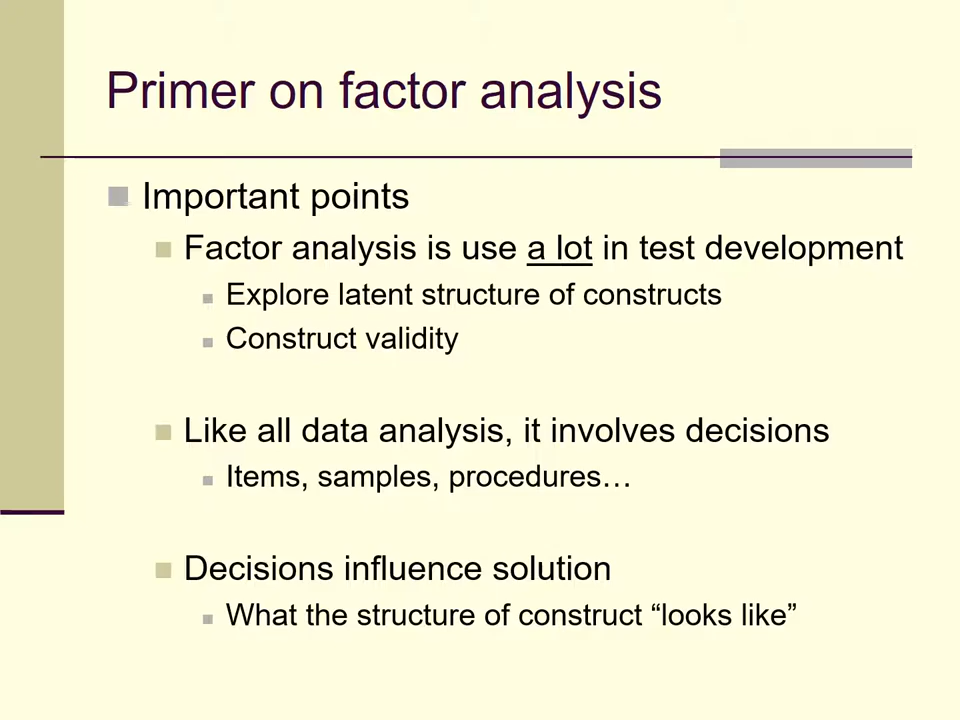 Primer on factor analysis
Important points
Factor analysis is use a lot in test development
Explore latent structure of constructs
Construct validity
Like all data analysis, it involves decisions
Items, samples, procedures…
Decisions influence solution
What the structure of construct “looks like”